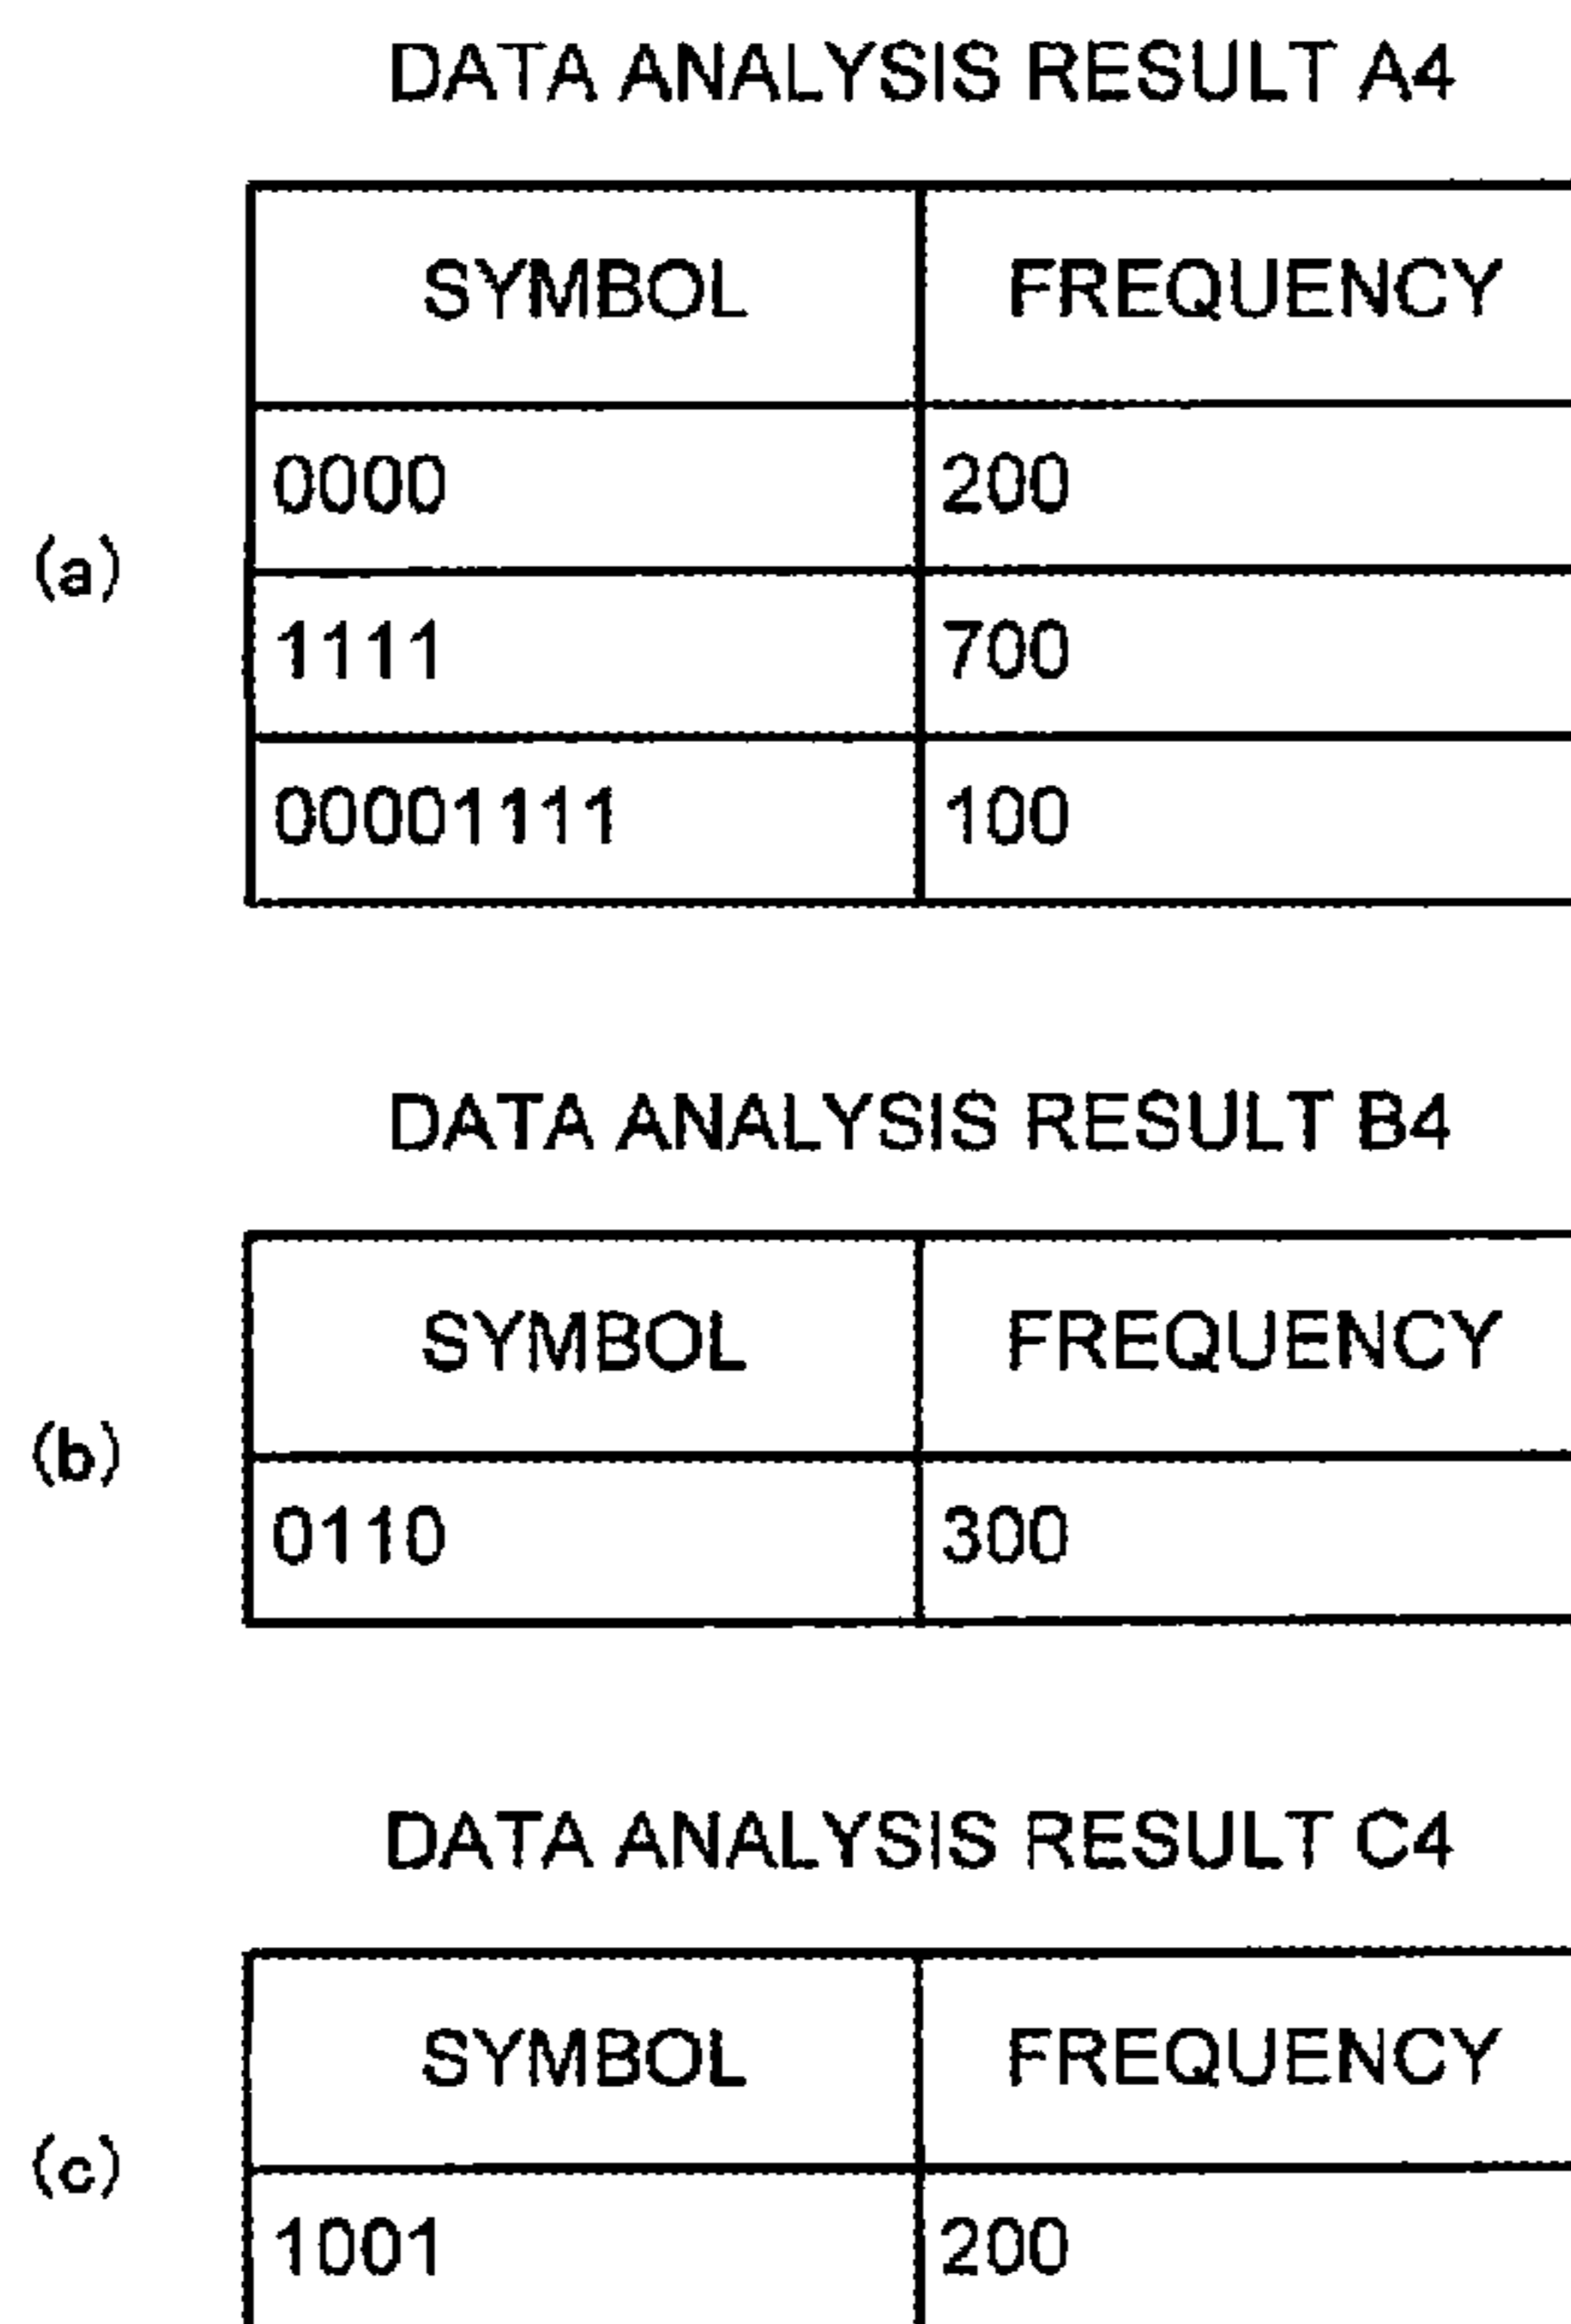 DATA ANALYSIS RESULT A4
SYMBOL FREQUENCY
0000 200
(a)
1111 700
00001111 100
DATA ANALYSIS RESULT B4
SYMBOL FREQUENCY
(b)
0110 300
DATA ANALYSIS RESULT C4
SYMBOL FREQUENCY
(c)
1001 200